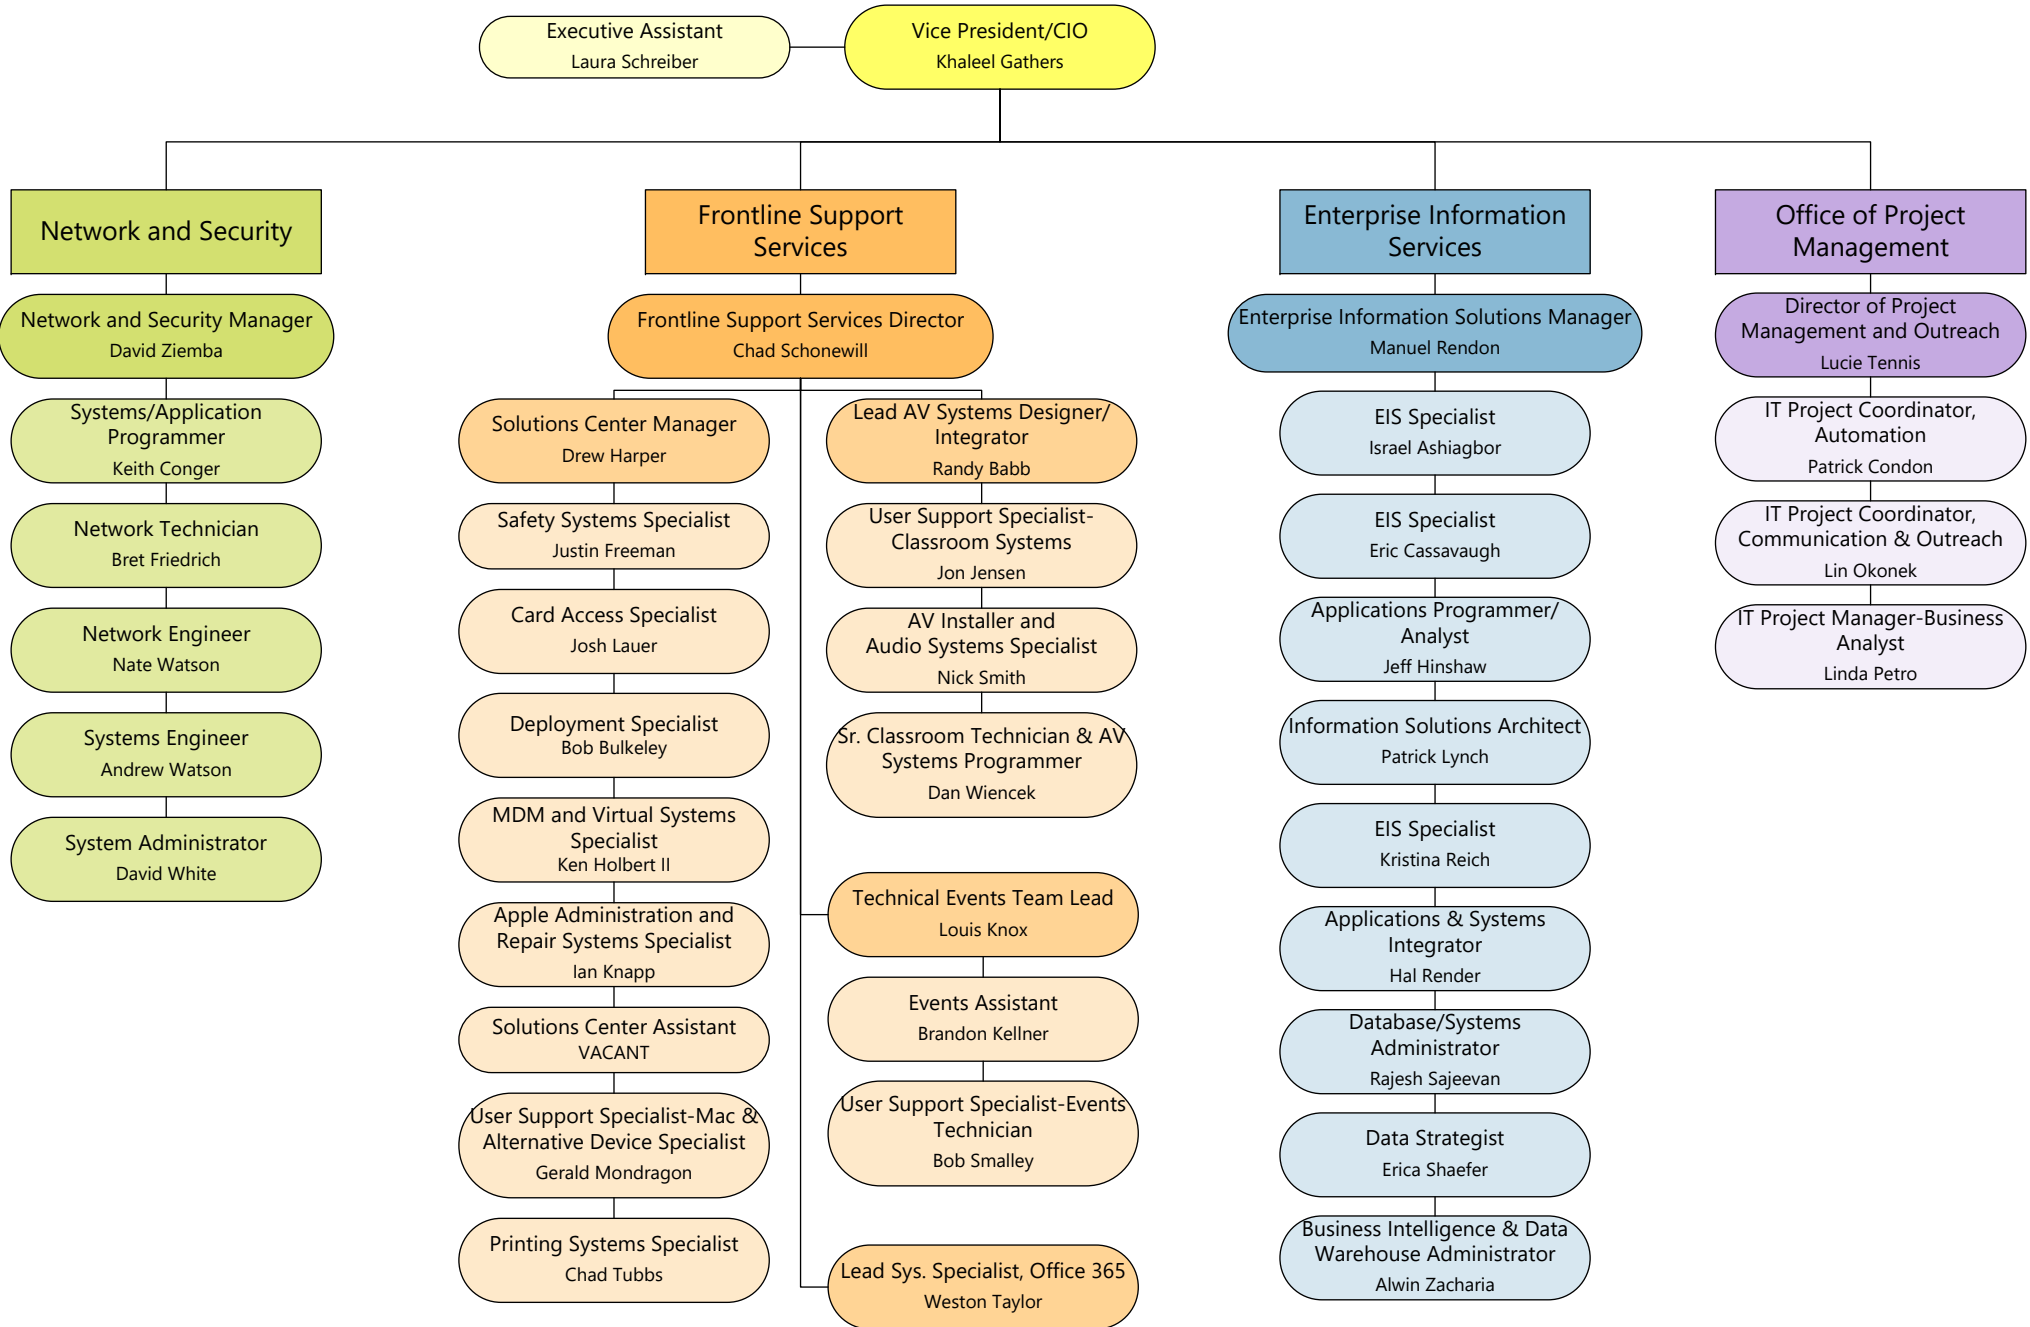 Executive Assistant
Laura Schreiber
Vice President/CIO
Khaleel Gathers
Network and Security
Network and Security Manager
David Ziemba
Systems/Application
Programmer
Keith Conger
Network Technician
Bret Friedrich
Network Engineer
Nate Watson
Systems Engineer
Andrew Watson
System Administrator
David White
Frontline Support
Services
Frontline Support Services Director
Chad Schonewill
Solutions Center Manager
Drew Harper
Safety Systems Specialist
Justin Freeman
Card Access Specialist
Josh Lauer
Deployment Specialist
Bob Bulkeley
MDM and Virtual Systems
Specialist
Ken Holbert II
Apple Administration and
Repair Systems Specialist
Ian Knapp
Solutions Center Assistant
VACANT
User Support Specialist-Mac &
Alternative Device Specialist
Gerald Mondragon
Printing Systems Specialist
Chad Tubbs
Lead AV Systems Designer/
Integrator
Randy Babb
User Support Specialist-
Classroom Systems
Jon Jensen
AV Installer and
Audio Systems Specialist
Nick Smith
Sr. Classroom Technician & AV
Systems Programmer
Dan Wiencek
Technical Events Team Lead
Louis Knox
Events Assistant
Brandon Kellner
User Support Specialist-Events
Technician
Bob Smalley
Lead Sys. Specialist, Office 365
Weston Taylor
Enterprise Information
Services
Enterprise Information Solutions Manager
Manuel Rendon
EIS Specialist
Israel Ashiagbor
EIS Specialist
Eric Cassavaugh
Applications Programmer/
Analyst
Jeff Hinshaw
Information Solutions Architect
Patrick Lynch
EIS Specialist
Kristina Reich
Applications & Systems
Integrator
Hal Render
Database/Systems
Administrator
Rajesh Sajeevan
Data Strategist
Erica Shaefer
Business Intelligence & Data
Warehouse Administrator
Alwin Zacharia
Office of Project
Management
Director of Project
Management and Outreach
Lucie Tennis
IT Project Coordinator,
Automation
Patrick Condon
IT Project Coordinator,
Communication & Outreach
Lin Okonek
IT Project Manager-Business
Analyst
Linda Petro